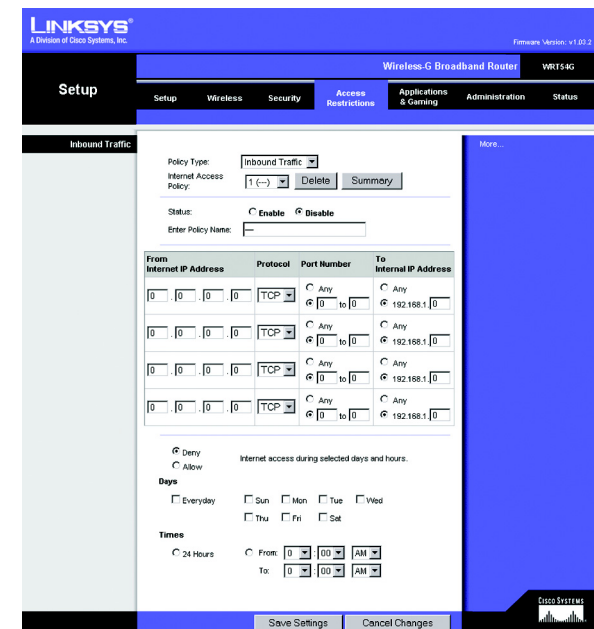 LINKSYS®
A Division of Cisco Systems, Inc.
Firmware Version: v1.03.2
Wireless-G Broadband Router WRT54G
Setup
Setup Wireless Security Access Restrictions Applications & Gaming Administration Status
Inbound Traffic
More...
Policy Type: Inbound Traffic
Internet Access Policy: 1 (---) Delete Summary
Status: Enable Disable
Enter Policy Name: ---
From Internet IP Address Protocol Port Number To Internal IP Address
0 . 0 . 0 . 0 TCP Any 0 to 0 Any 192.168.1. 0
0 . 0 . 0 . 0 TCP Any 0 to 0 Any 192.168.1. 0
0 . 0 . 0 . 0 TCP Any 0 to 0 Any 192.168.1. 0
0 . 0 . 0 . 0 TCP Any 0 to 0 Any 192.168.1. 0
Deny
Allow
Internet access during selected days and hours.
Days
Everyday Sun Mon Tue Wed
Thu Fri Sat
Times
24 Hours From: 0 : 00 AM
To: 0 : 00 AM
Save Settings Cancel Changes
CISCO SYSTEMS